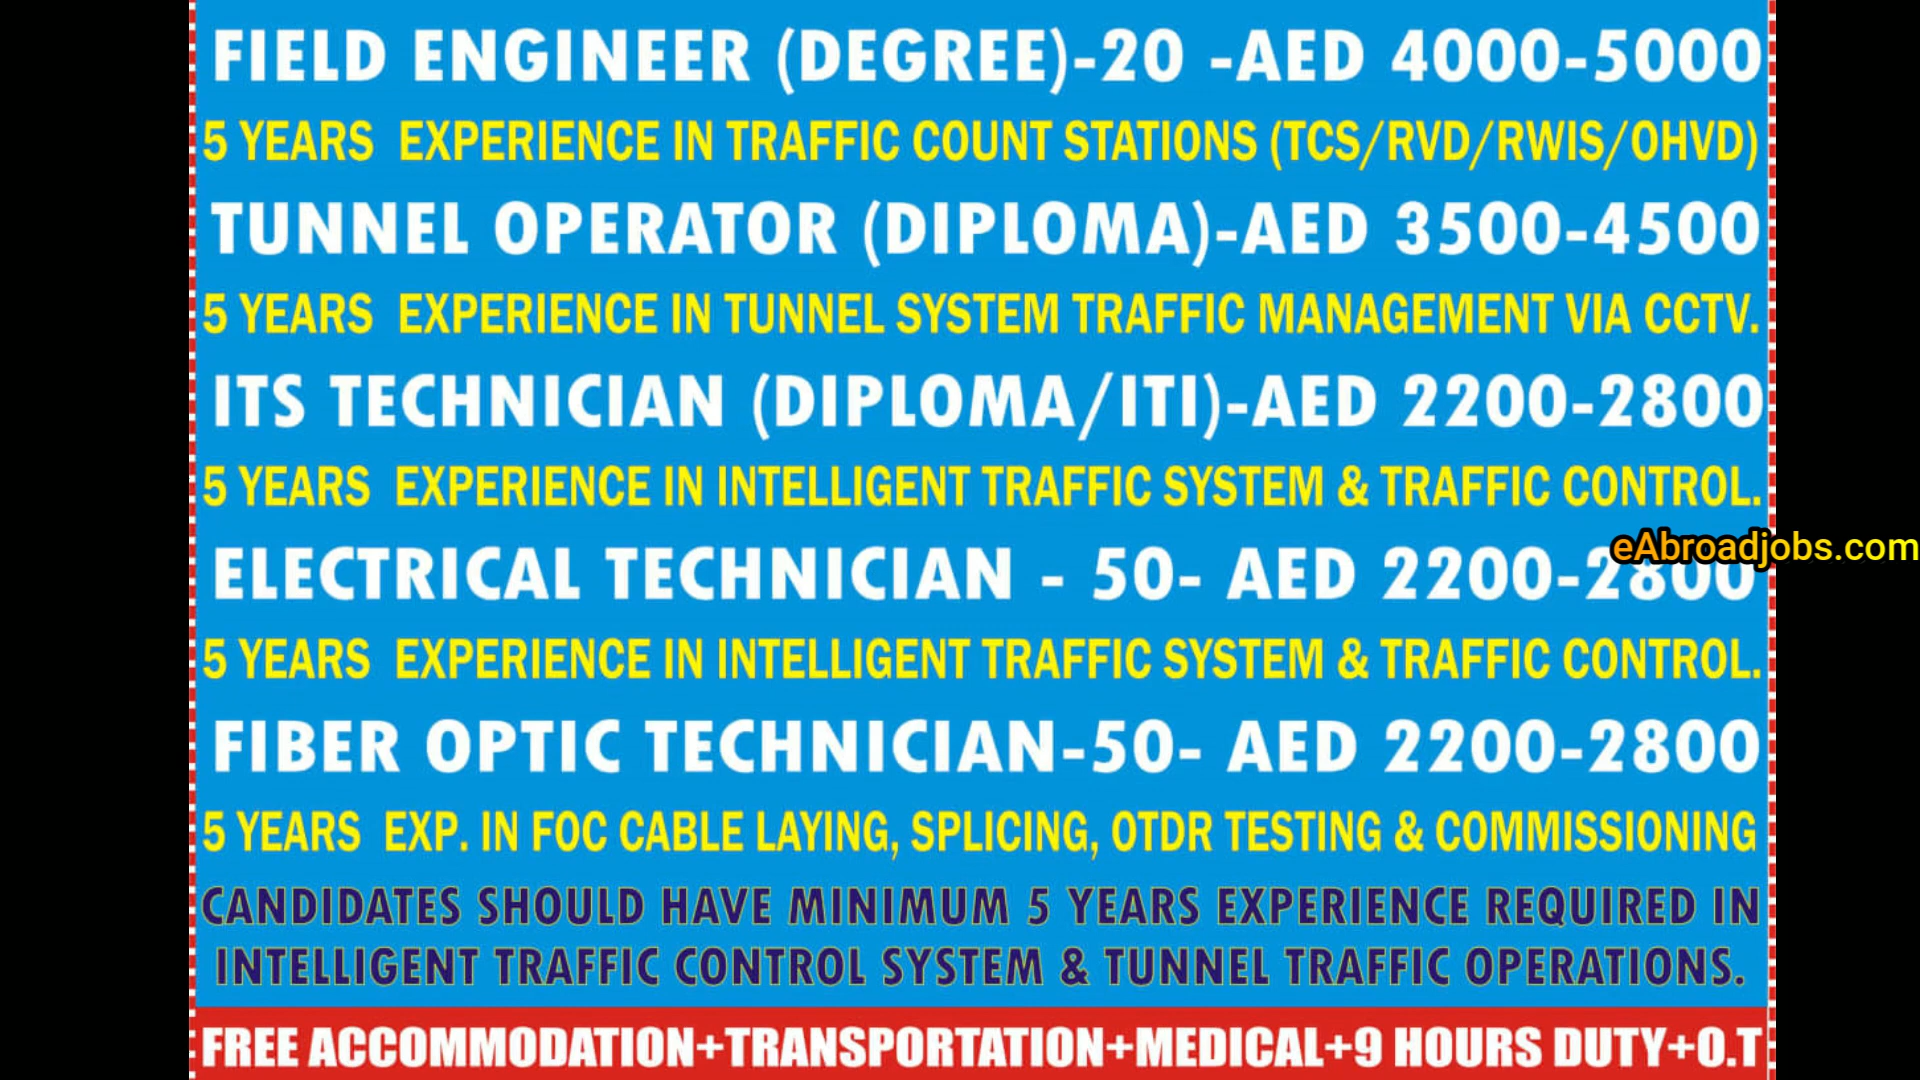 FIELD ENGINEER (DEGREE)-20 -AED 4000-5000
5 YEARS EXPERIENCE IN TRAFFIC COUNT STATIONS (TCS/RVD/RWIS/OHVD)
TUNNEL OPERATOR (DIPLOMA)-AED 3500-4500
5 YEARS EXPERIENCE IN TUNNEL SYSTEM TRAFFIC MANAGEMENT VIA CCTV.
ITS TECHNICIAN (DIPLOMA/ITI)-AED 2200-2800
5 YEARS EXPERIENCE IN INTELLIGENT TRAFFIC SYSTEM & TRAFFIC CONTROL.
eAbroadjobs.com
ELECTRICAL TECHNICIAN - 50- AED 2200-2800
5 YEARS EXPERIENCE IN INTELLIGENT TRAFFIC SYSTEM & TRAFFIC CONTROL.
FIBER OPTIC TECHNICIAN-50- AED 2200-2800
5 YEARS EXP. IN FOC CABLE LAYING, SPLICING, OTDR TESTING & COMMISSIONING
CANDIDATES SHOULD HAVE MINIMUM 5 YEARS EXPERIENCE REQUIRED IN
INTELLIGENT TRAFFIC CONTROL SYSTEM & TUNNEL TRAFFIC OPERATIONS.
FREE ACCOMMODATION+TRANSPORTATION+MEDICAL+9 HOURS DUTY+O.T